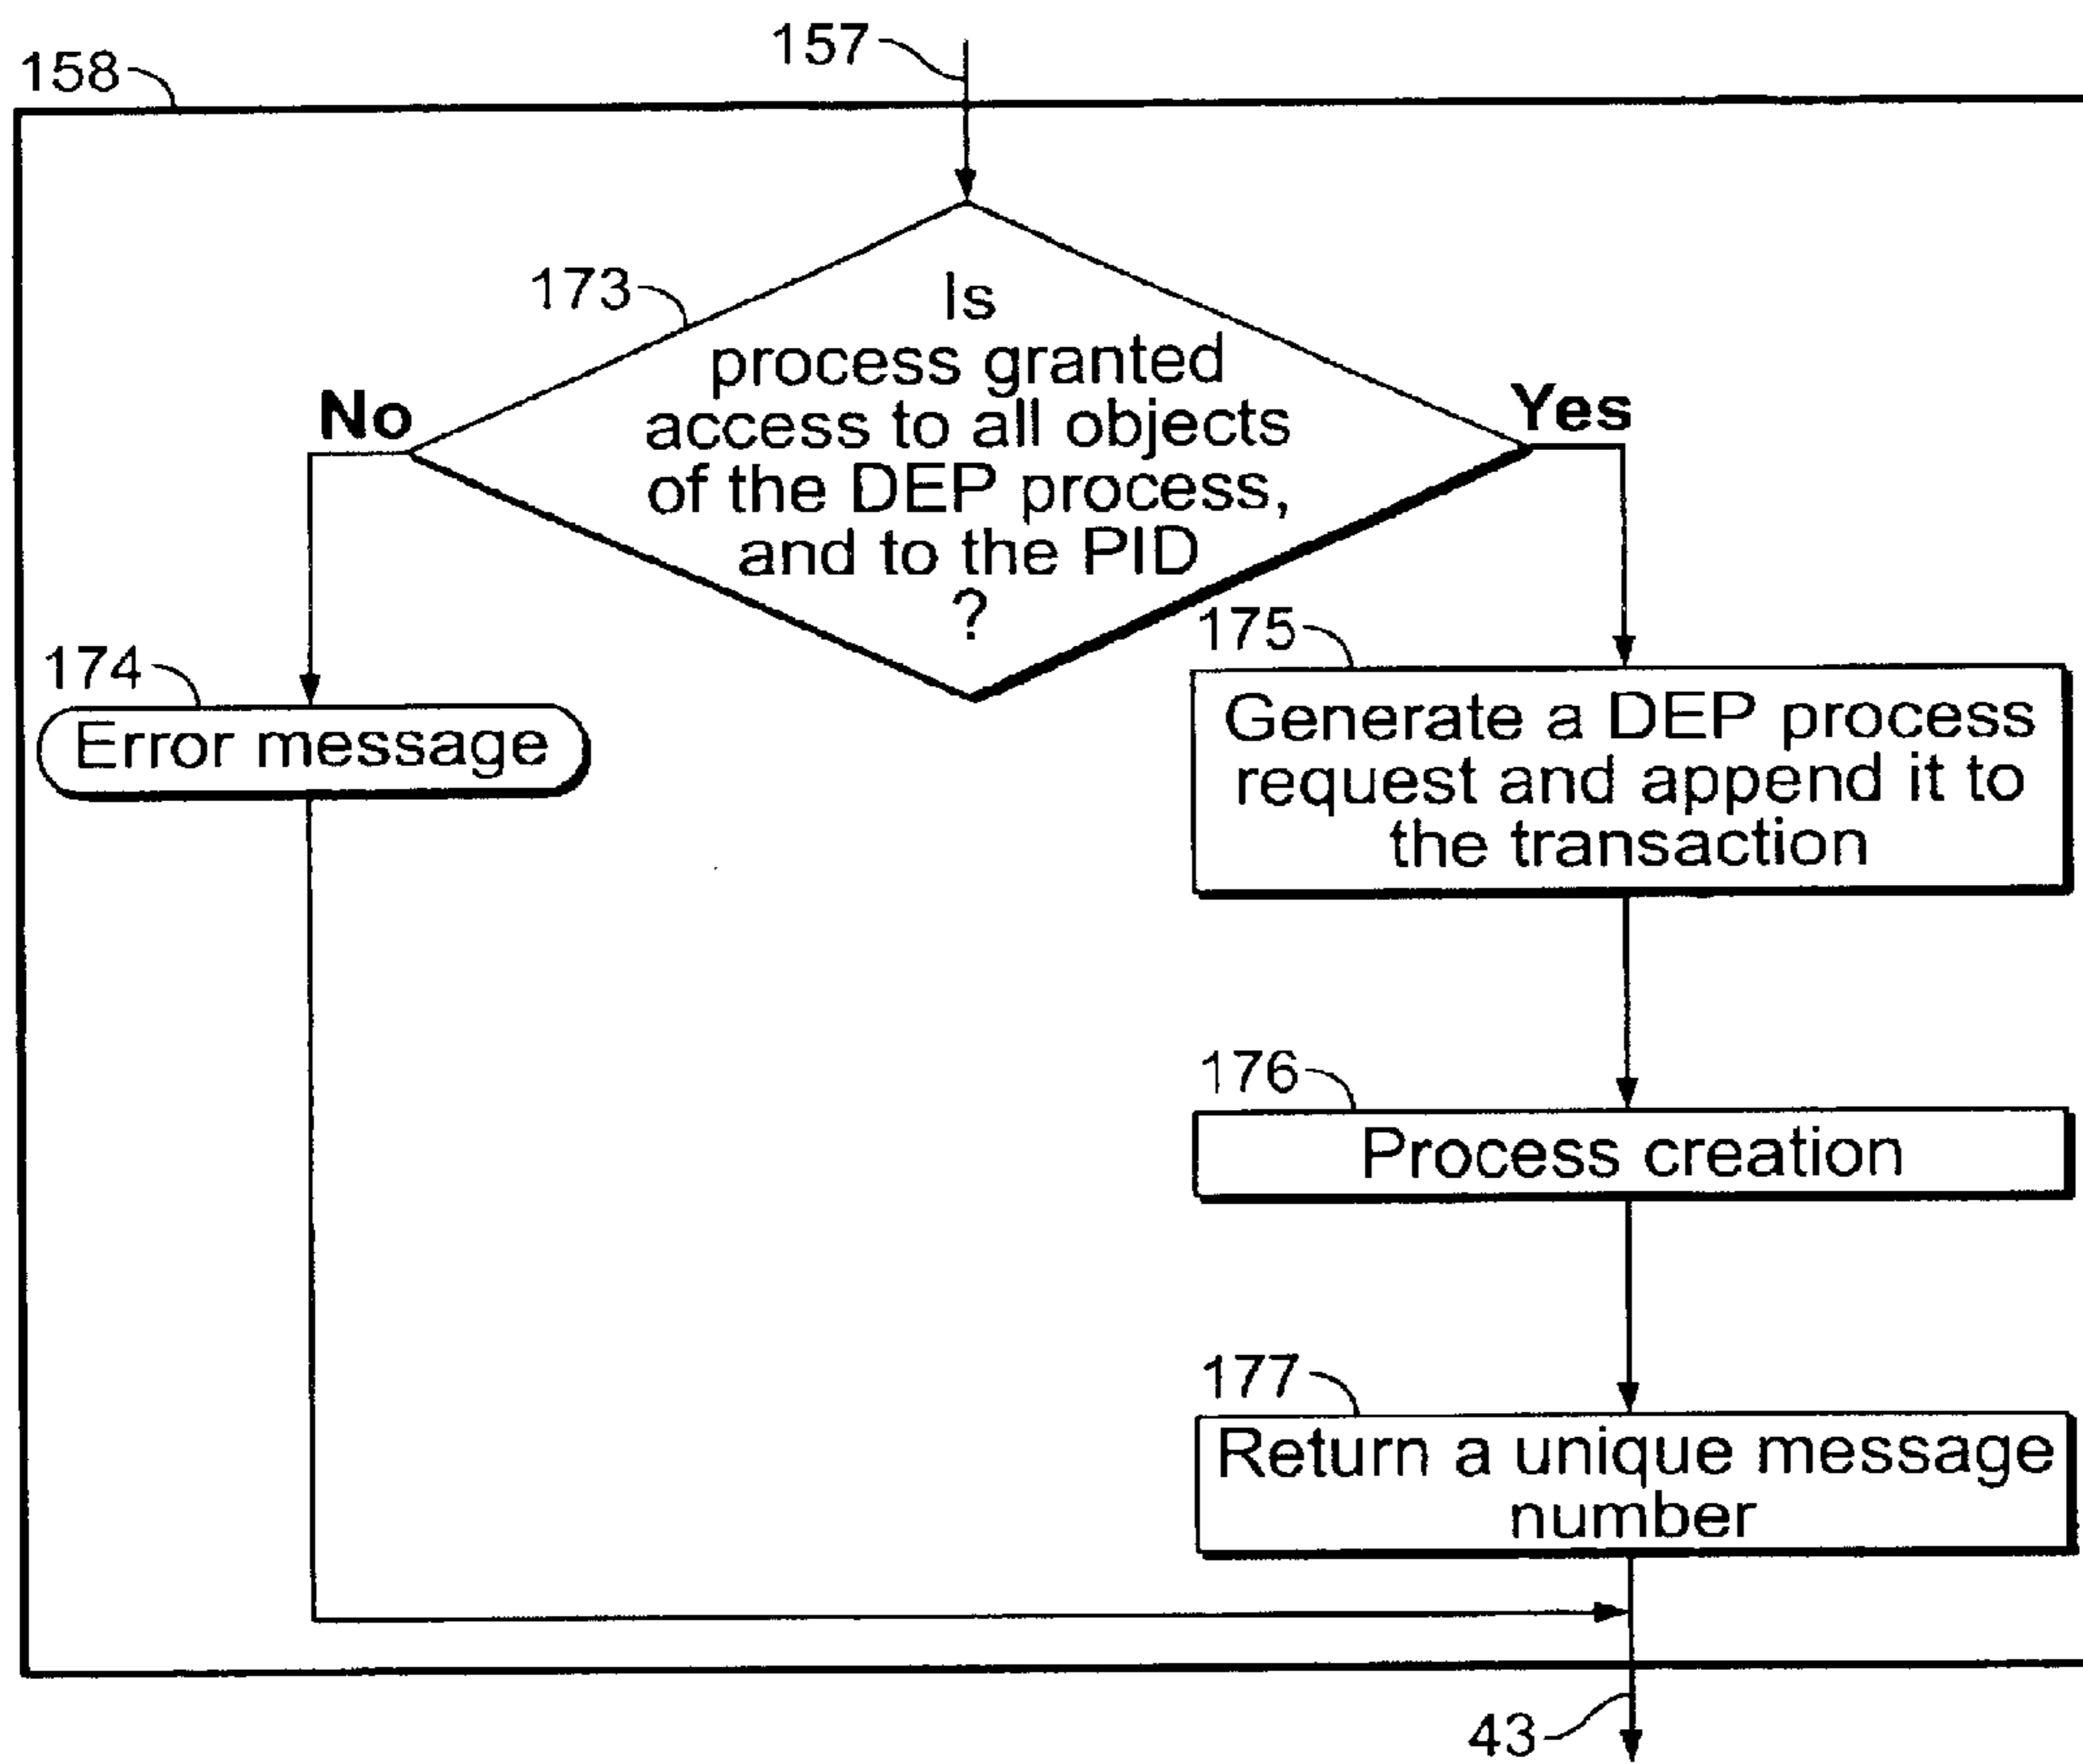 157
158
173
Is
process granted
access to all objects
of the DEP process,
and to the PID
?
No
Yes
174
Error message
175
Generate a DEP process
request and append it to
the transaction
176
Process creation
177
Return a unique message
number
43